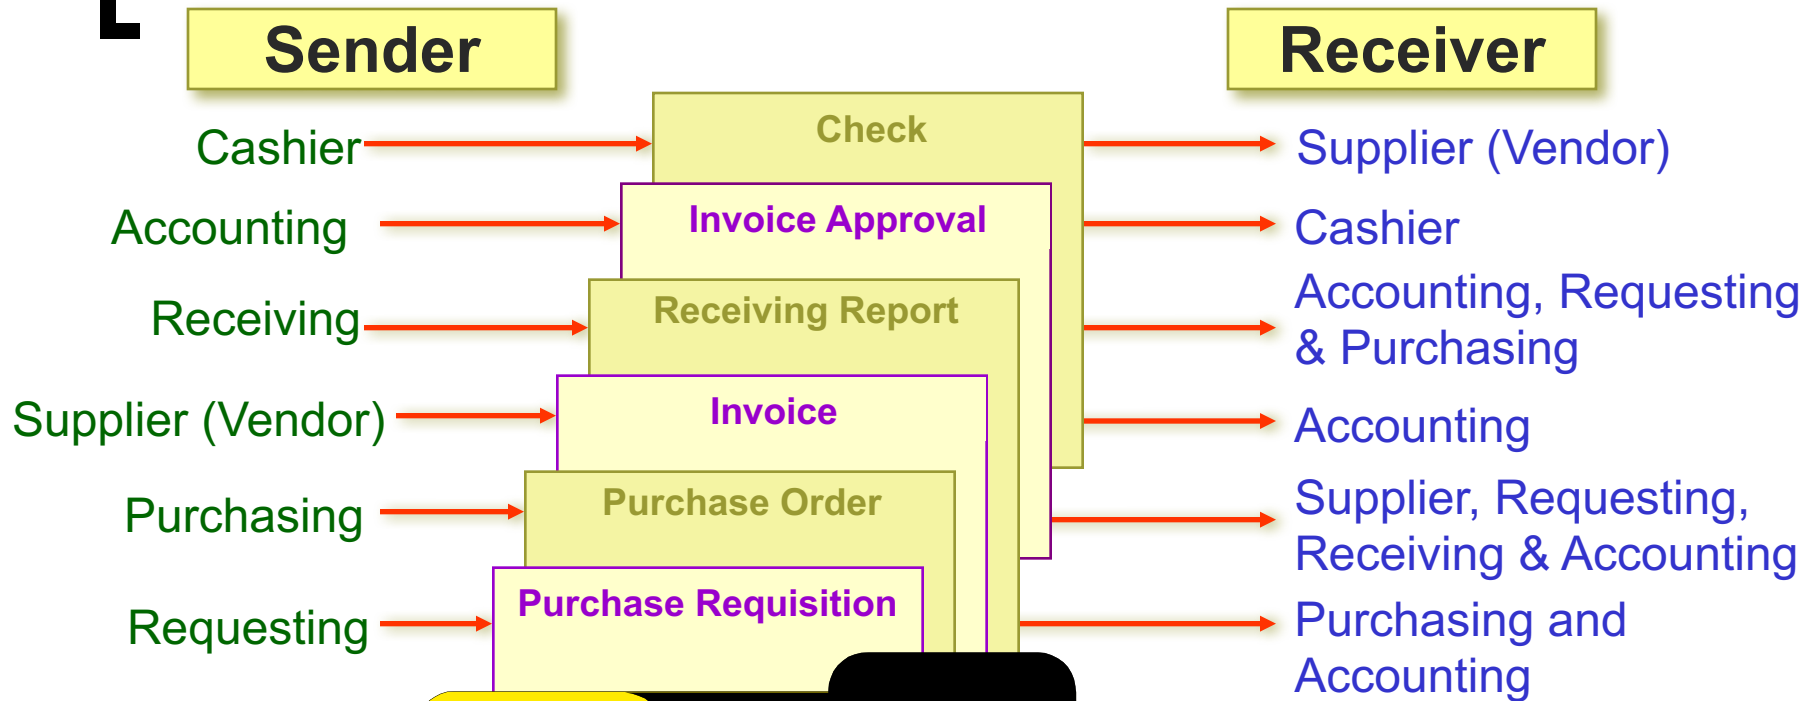 Sender
Receiver
Cashier
Check
Supplier (Vendor)
Accounting
Invoice Approval
Cashier
Receiving
Receiving Report
Accounting, Requesting
& Purchasing
Supplier (Vendor)
Invoice
Accounting
Purchasing
Purchase Order
Supplier, Requesting,
Receiving & Accounting
Requesting
Purchase Requisition
Purchasing and
Accounting